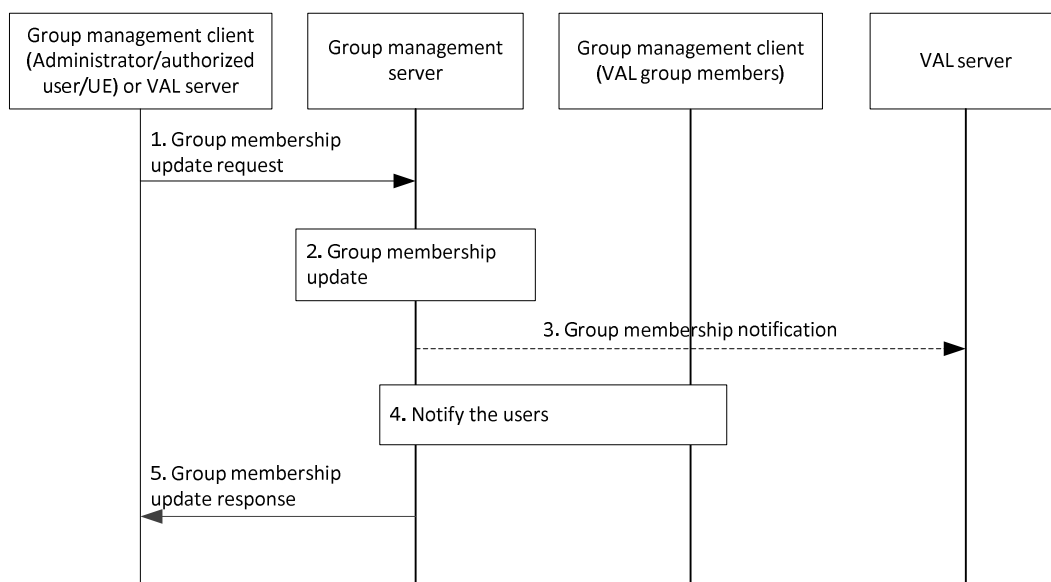 Group management client
(Administrator/authorized
user/UE) or VAL server
Group management
server
Group management client
(VAL group members)
VAL server
1. Group membership
update request
2. Group membership
update
3. Group membership notification
4. Notify the users
5. Group membership
update response